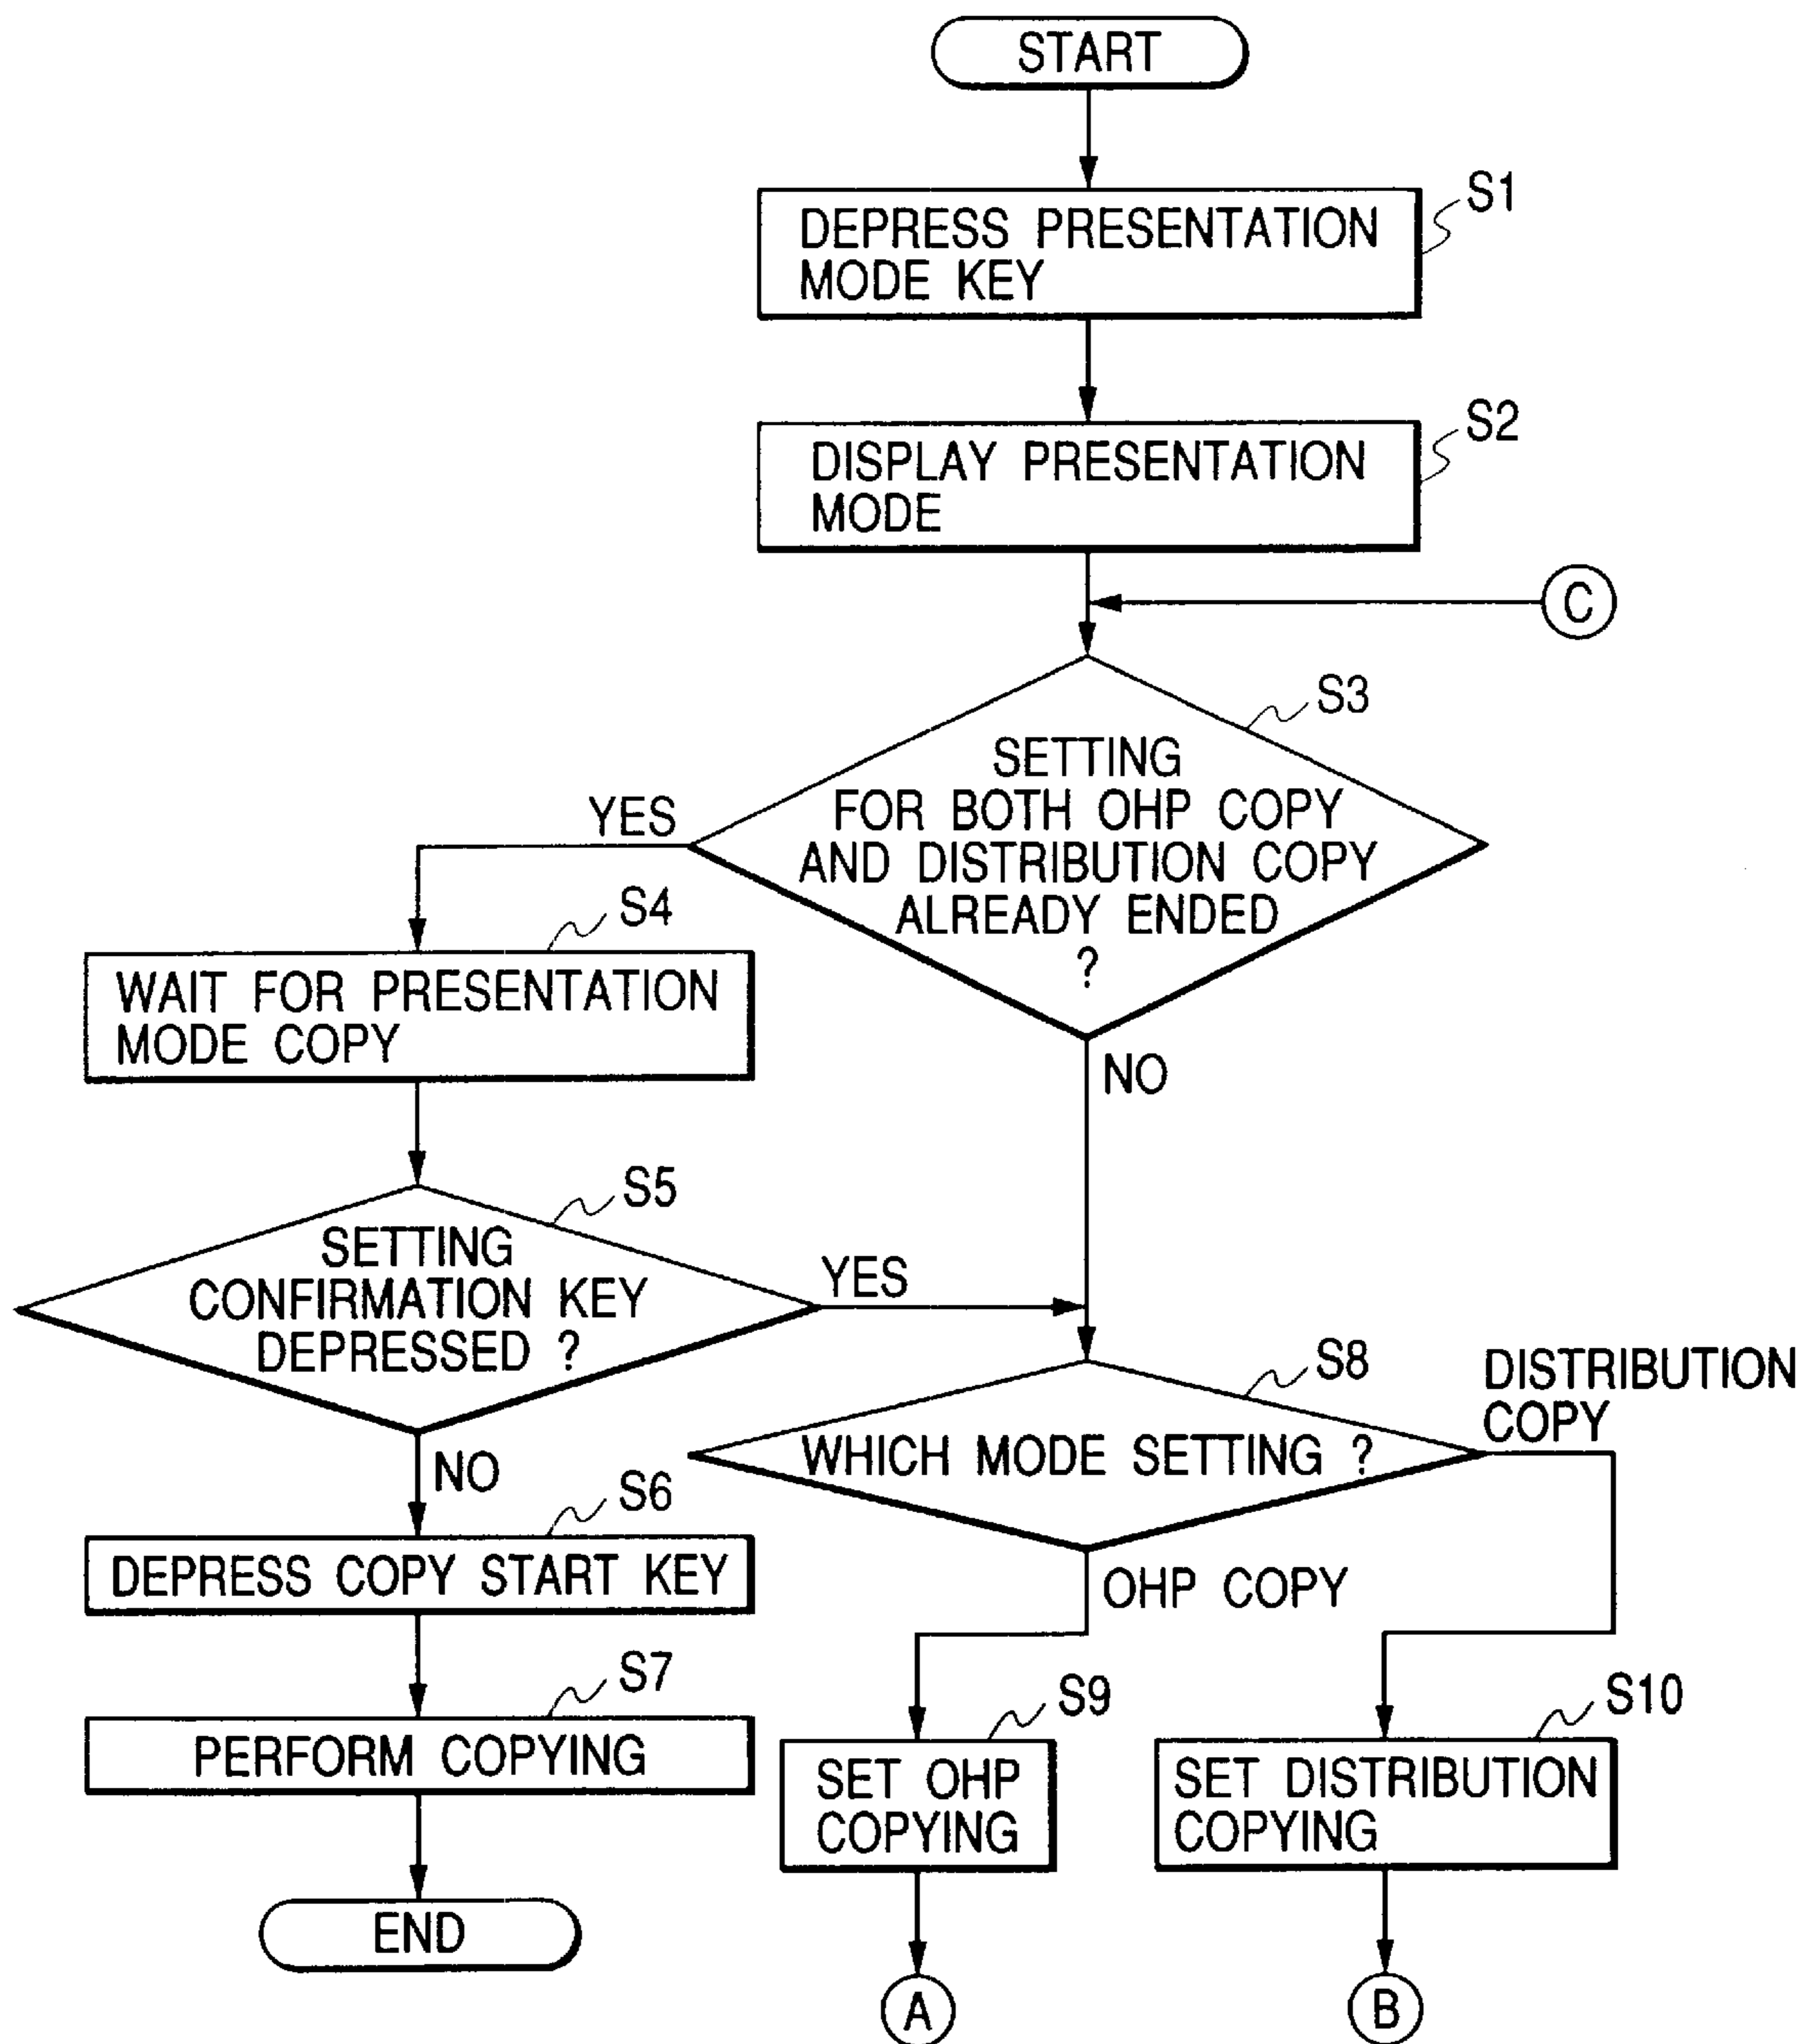 START
S1
DEPRESS PRESENTATION
MODE KEY
S2
DISPLAY PRESENTATION
MODE
C
S3
SETTING
FOR BOTH OHP COPY
AND DISTRIBUTION COPY
ALREADY ENDED
?
YES
NO
S4
WAIT FOR PRESENTATION
MODE COPY
S5
SETTING
CONFIRMATION KEY
DEPRESSED ?
YES
NO
S6
DEPRESS COPY START KEY
S7
PERFORM COPYING
END
S8
WHICH MODE SETTING ?
DISTRIBUTION
COPY
OHP COPY
S9
SET OHP
COPYING
A
S10
SET DISTRIBUTION
COPYING
B